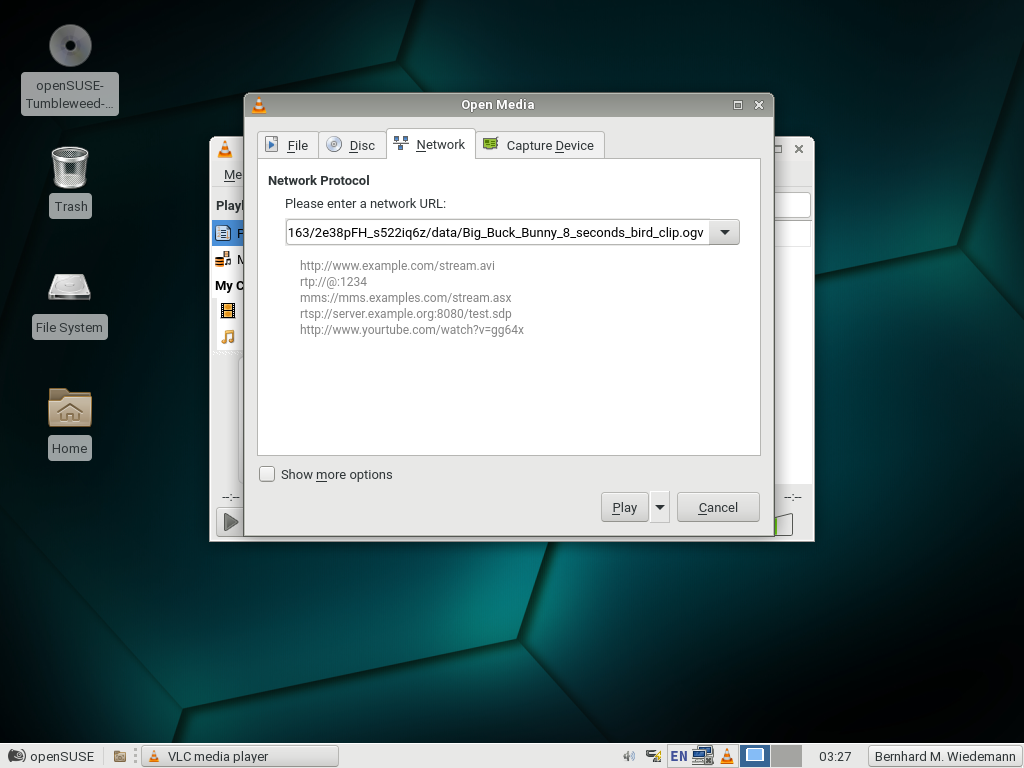 openSUSE-
Tumbleweed-...
Trash
File System
Home
Open Media
File
Disc
Network
Capture Device
Me
Playl
F
M
My C
Network Protocol
Please enter a network URL:
163/2e38pFH_s522iq6z/data/Big_Buck_Bunny_8_seconds_bird_clip.ogv
http://www.example.com/stream.avi
rtp://@:1234
mms://mms.examples.com/stream.asx
rtsp://server.example.org:8080/test.sdp
http://www.yourtube.com/watch?v=gg64x
Show more options
Play
Cancel
--:--
--:--
openSUSE
VLC media player
EN
03:27
Bernhard M. Wiedemann